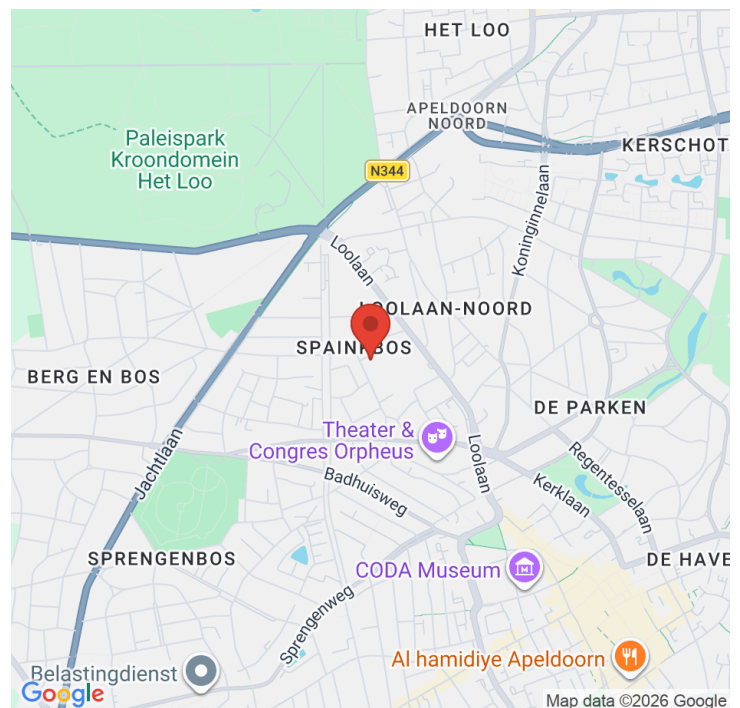 HET LOO
APELDOORN
NOORD
KERSCHOT
Paleispark
Kroondomein
Het Loo
N344
Koninginnelaan
Loolaan
LOOLAAN-NOORD
SPAINKBOS
BERG EN BOS
DE PARKEN
Theater &
Congres Orpheus
Jachtlaan
Loolaan
Regentesselaan
Badhuisweg
Kerklaan
SPRENGENBOS
CODA Museum
DE HAVE
Sprengenweg
Al hamidiye Apeldoorn
Belastingdienst
Google
Map data ©2026 Google